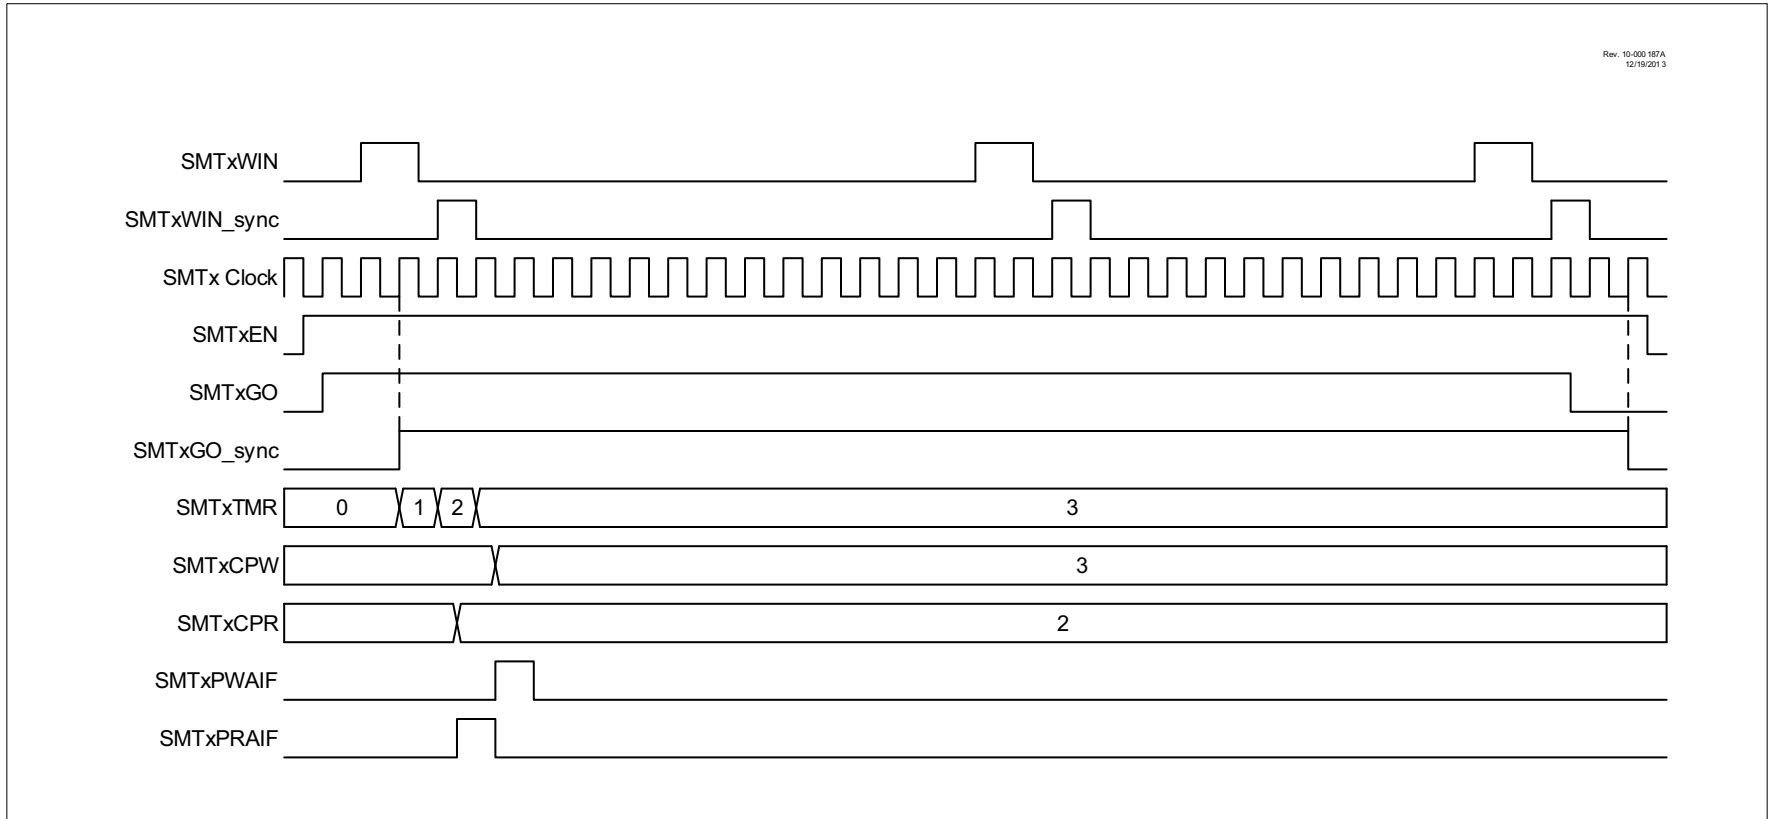 Rev. 10-000 187A
12/19/201 3
SMTxWIN
SMTxWIN_sync
SMTx Clock
SMTxEN
SMTxGO
SMTxGO_sync
SMTxTMR 0 1 2 3
SMTxCPW 3
SMTxCPR 2
SMTxPWAIF
SMTxPRAIF